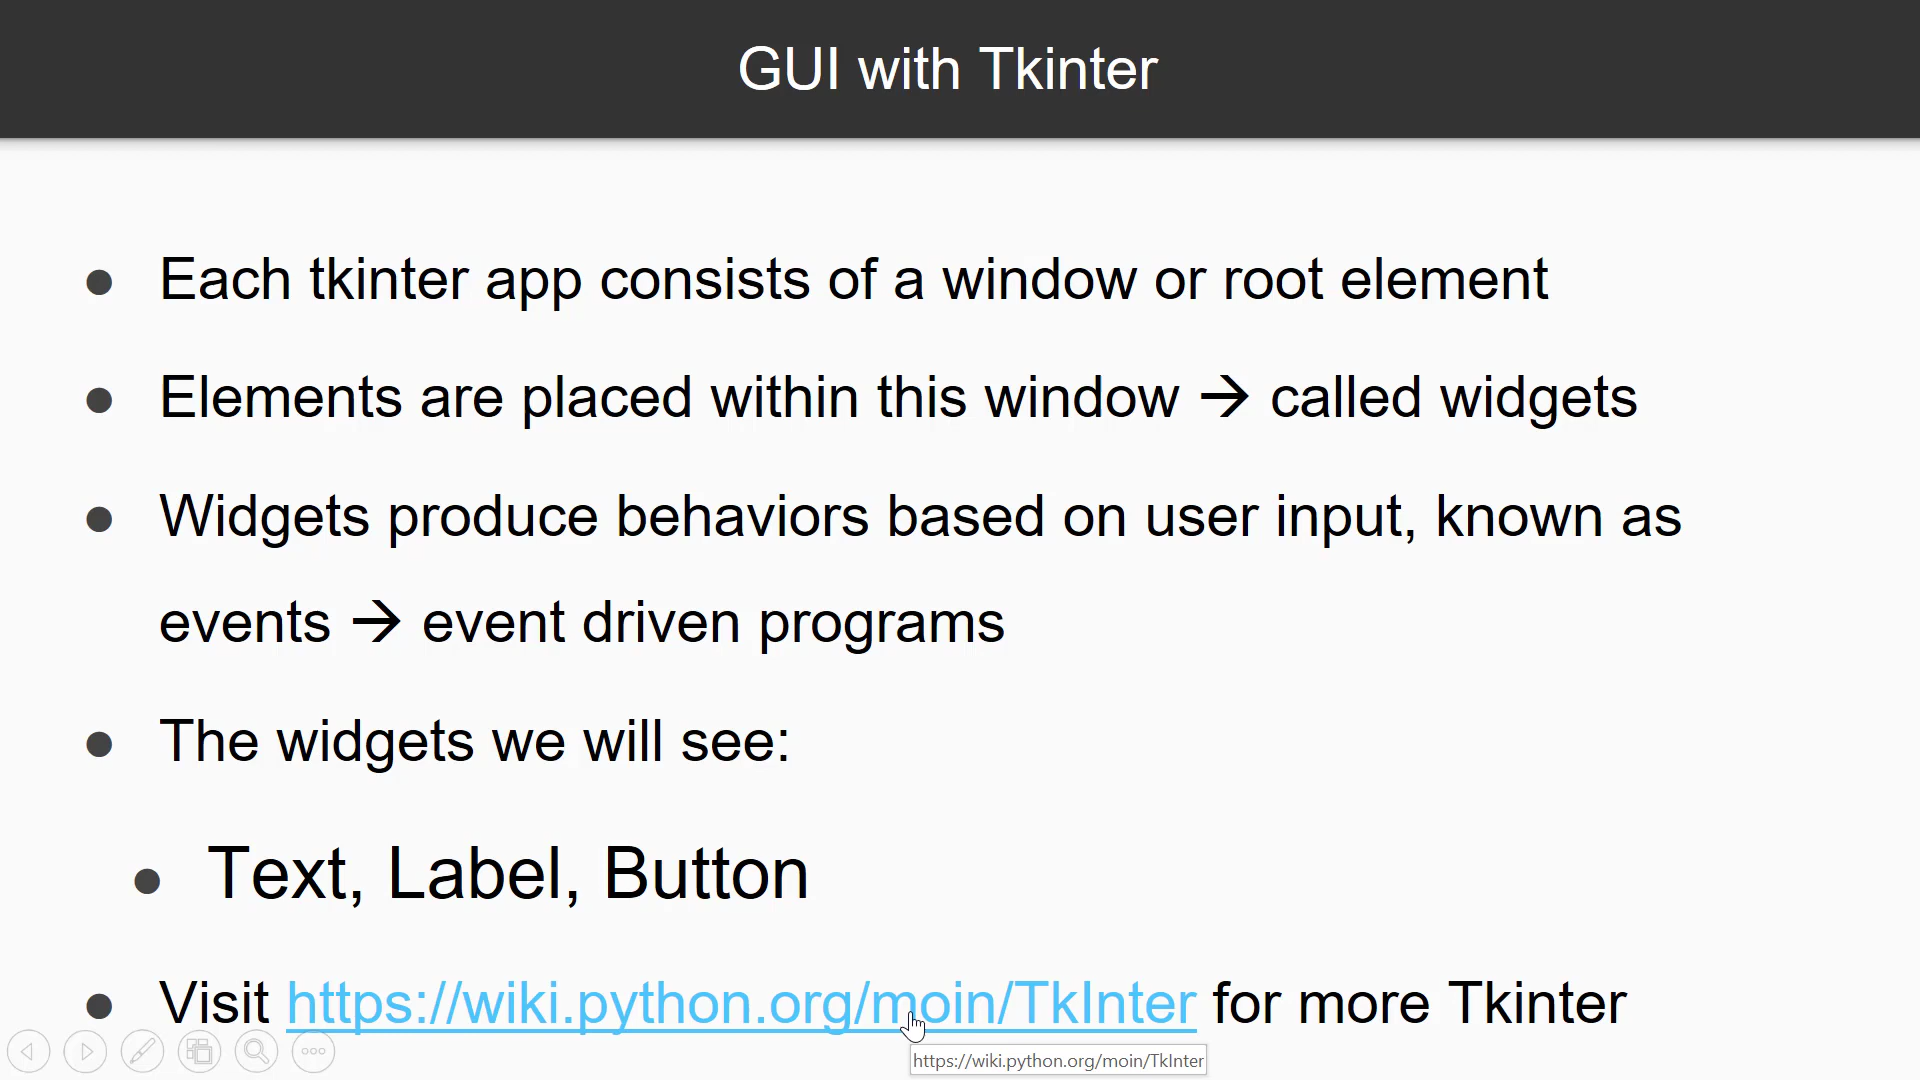 GUI with Tkinter
● Each tkinter app consists of a window or root element
● Elements are placed within this window → called widgets
● Widgets produce behaviors based on user input, known as
events → event driven programs
● The widgets we will see:
● Text, Label, Button
● Visit https://wiki.python.org/moin/TkInter for more Tkinter
https://wiki.python.org/moin/TkInter